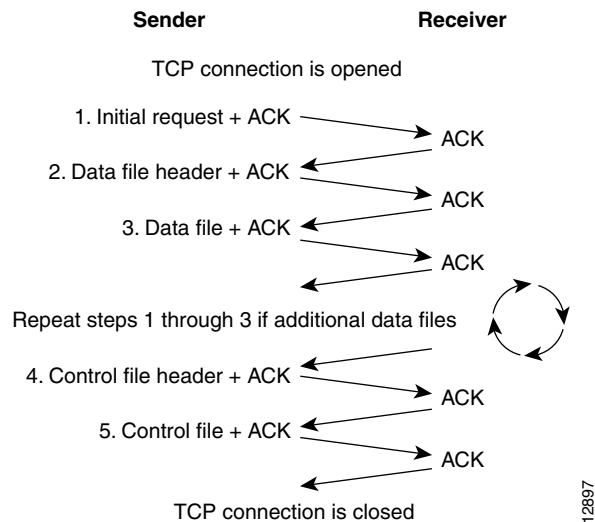 Sender Receiver
TCP connection is opened
1. Initial request + ACK
ACK
2. Data file header + ACK
ACK
3. Data file + ACK
ACK
Repeat steps 1 through 3 if additional data files
4. Control file header + ACK
ACK
5. Control file + ACK
ACK
TCP connection is closed
12897